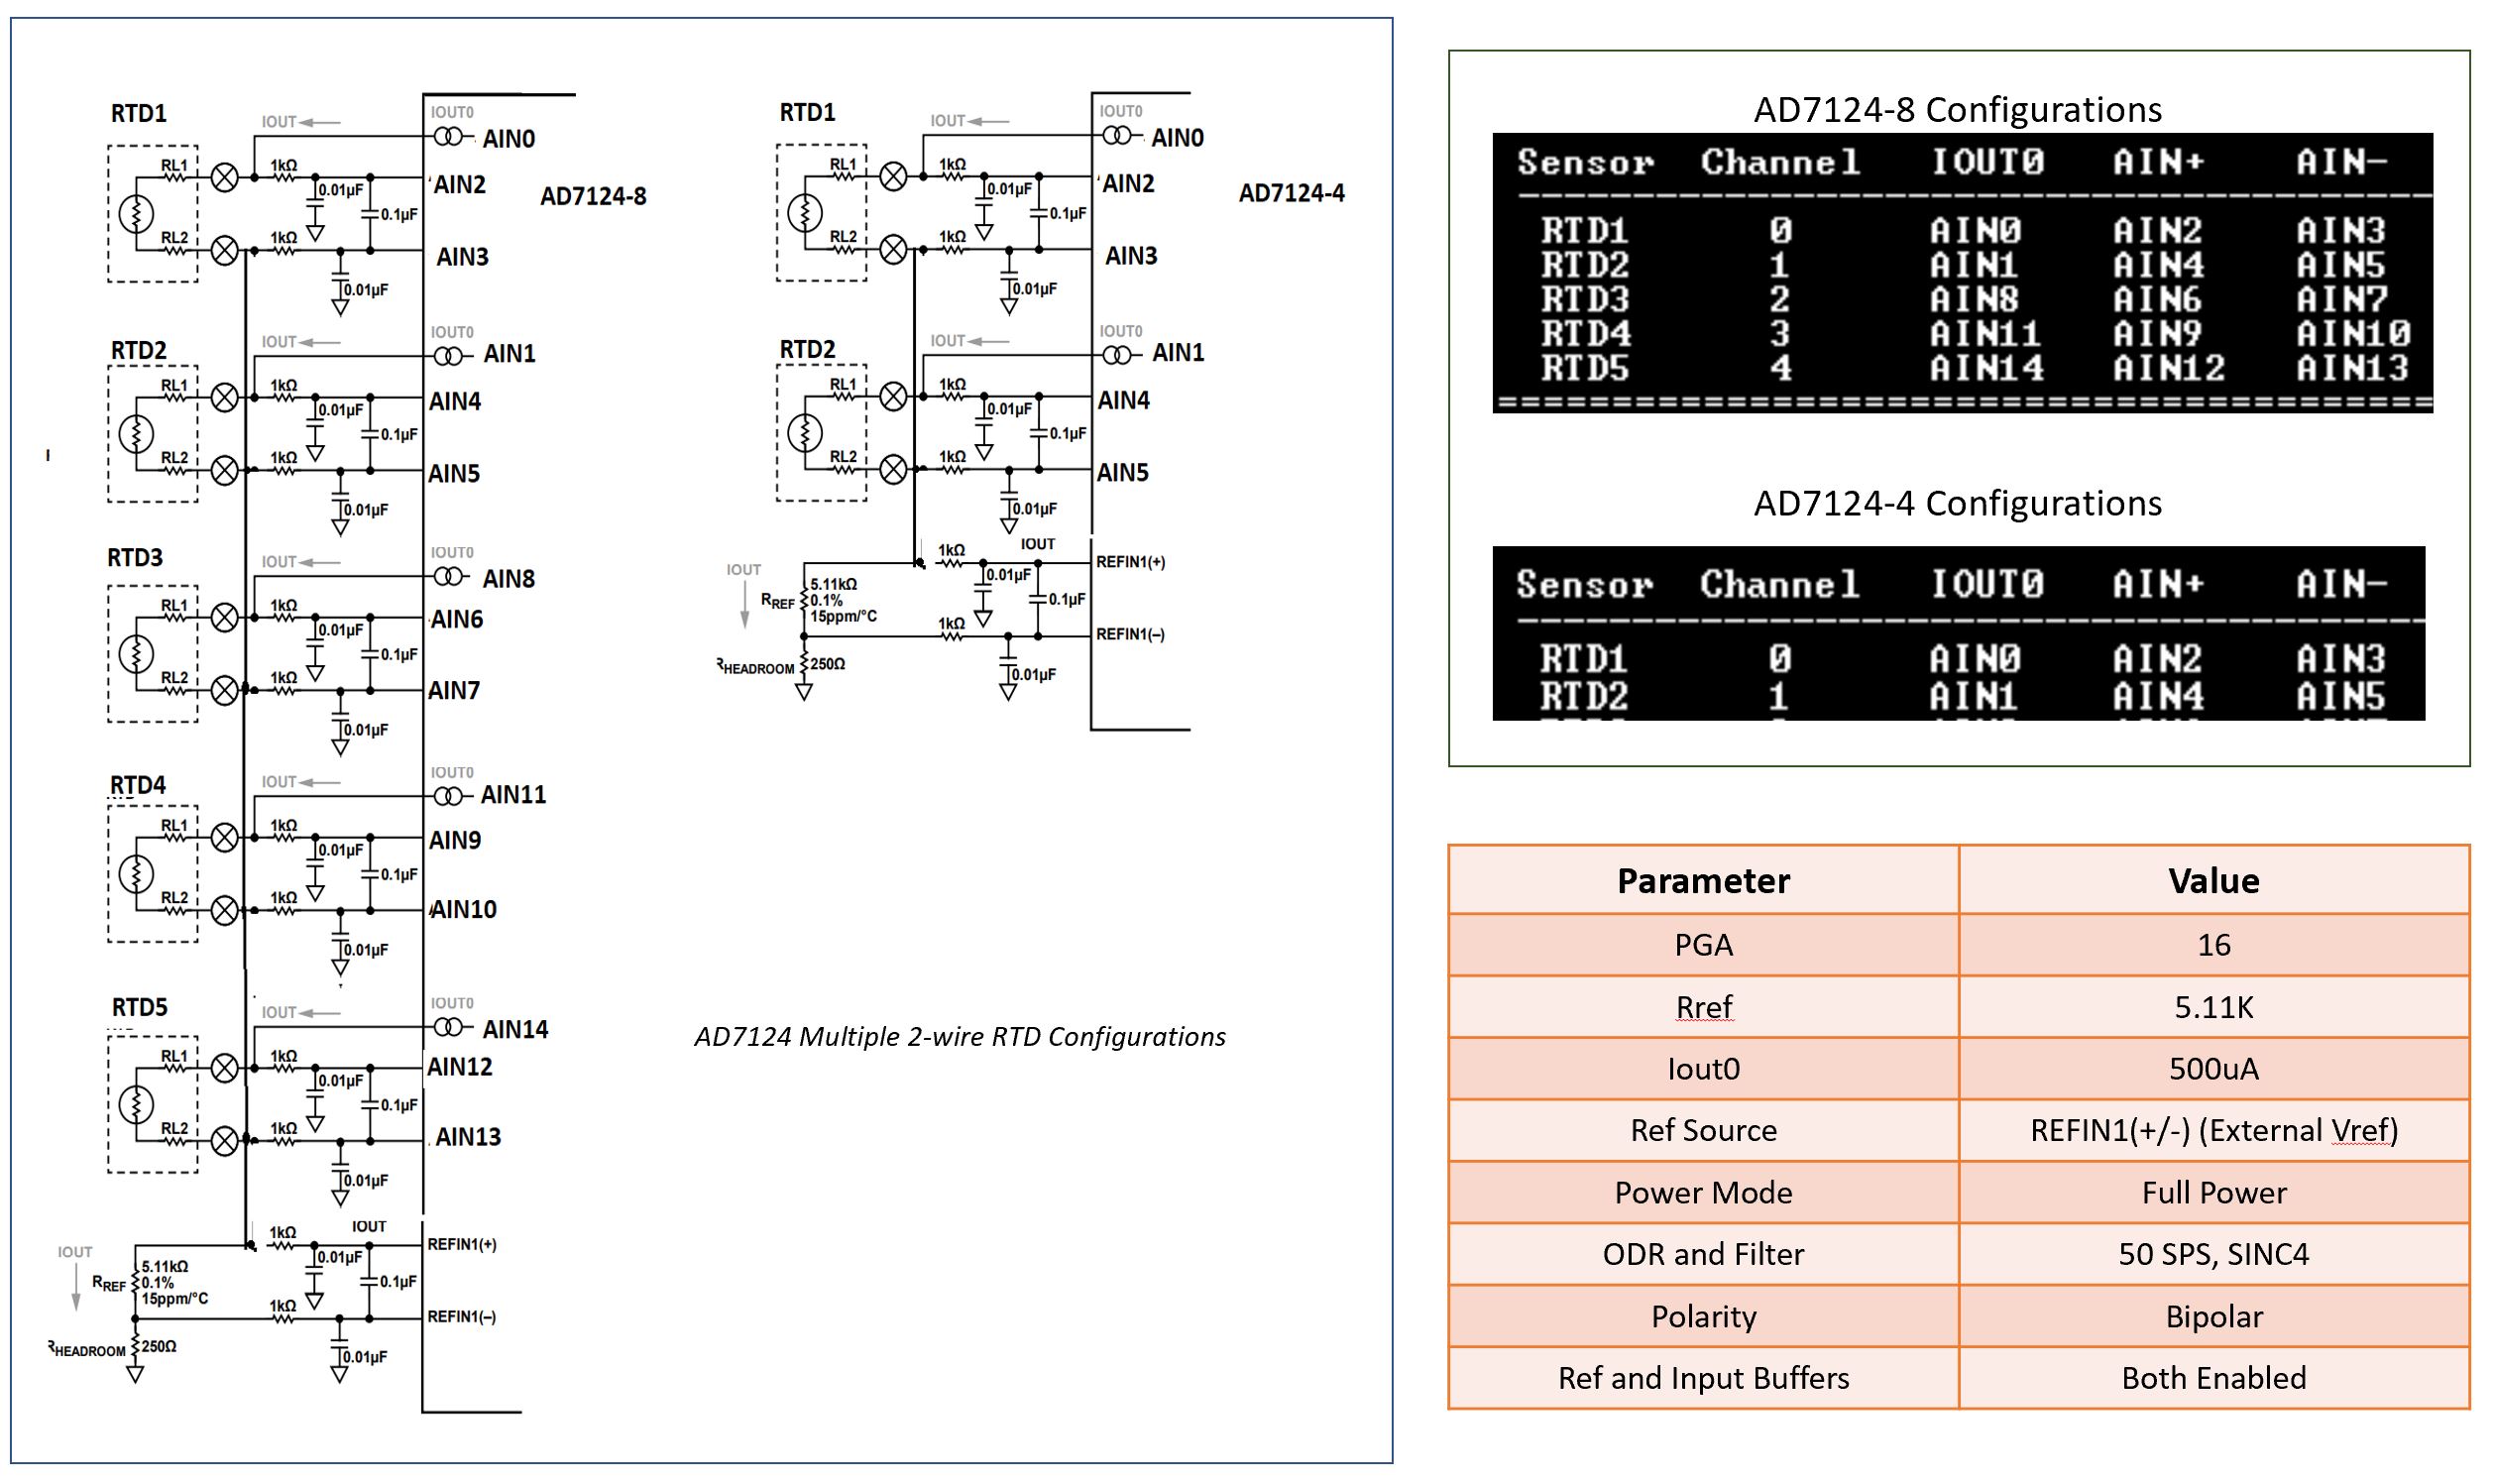 RTD1
IOUT
IOUT0
AIN0
RL1
1kΩ
0.01µF
AIN2
AD7124-8
0.1µF
RL2
1kΩ
AIN3
0.01µF
RTD2
IOUT
IOUT0
AIN1
RL1
1kΩ
0.01µF
AIN4
0.1µF
RL2
1kΩ
AIN5
0.01µF
RTD3
IOUT
IOUT0
AIN8
RL1
1kΩ
0.01µF
AIN6
0.1µF
RL2
1kΩ
AIN7
0.01µF
RTD4
IOUT
IOUT0
AIN11
RL1
1kΩ
0.01µF
AIN9
0.1µF
RL2
1kΩ
AIN10
0.01µF
RTD5
IOUT
IOUT0
AIN14
RL1
1kΩ
0.01µF
AIN12
0.1µF
RL2
1kΩ
AIN13
0.01µF
IOUT
1kΩ
IOUT
REFIN1(+)
0.01µF
RREF
5.11kΩ
0.1%
15ppm/°C
0.1µF
1kΩ
REFIN1(–)
RHEADROOM
250Ω
0.01µF
RTD1
IOUT
IOUT0
AIN0
RL1
1kΩ
0.01µF
AIN2
AD7124-4
0.1µF
RL2
1kΩ
AIN3
0.01µF
RTD2
IOUT
IOUT0
AIN1
RL1
1kΩ
0.01µF
AIN4
0.1µF
RL2
1kΩ
AIN5
0.01µF
IOUT
1kΩ
IOUT
REFIN1(+)
0.01µF
RREF
5.11kΩ
0.1%
15ppm/°C
0.1µF
1kΩ
REFIN1(–)
RHEADROOM
250Ω
0.01µF
AD7124 Multiple 2-wire RTD Configurations
AD7124-8 Configurations
Sensor Channel IOUT0 AIN+ AIN-
RTD1 0 AIN0 AIN2 AIN3
RTD2 1 AIN1 AIN4 AIN5
RTD3 2 AIN8 AIN6 AIN7
RTD4 3 AIN11 AIN9 AIN10
RTD5 4 AIN14 AIN12 AIN13
AD7124-4 Configurations
Sensor Channel IOUT0 AIN+ AIN-
RTD1 0 AIN0 AIN2 AIN3
RTD2 1 AIN1 AIN4 AIN5
Parameter Value
PGA 16
Rref 5.11K
Iout0 500uA
Ref Source REFIN1(+/-) (External Vref)
Power Mode Full Power
ODR and Filter 50 SPS, SINC4
Polarity Bipolar
Ref and Input Buffers Both Enabled